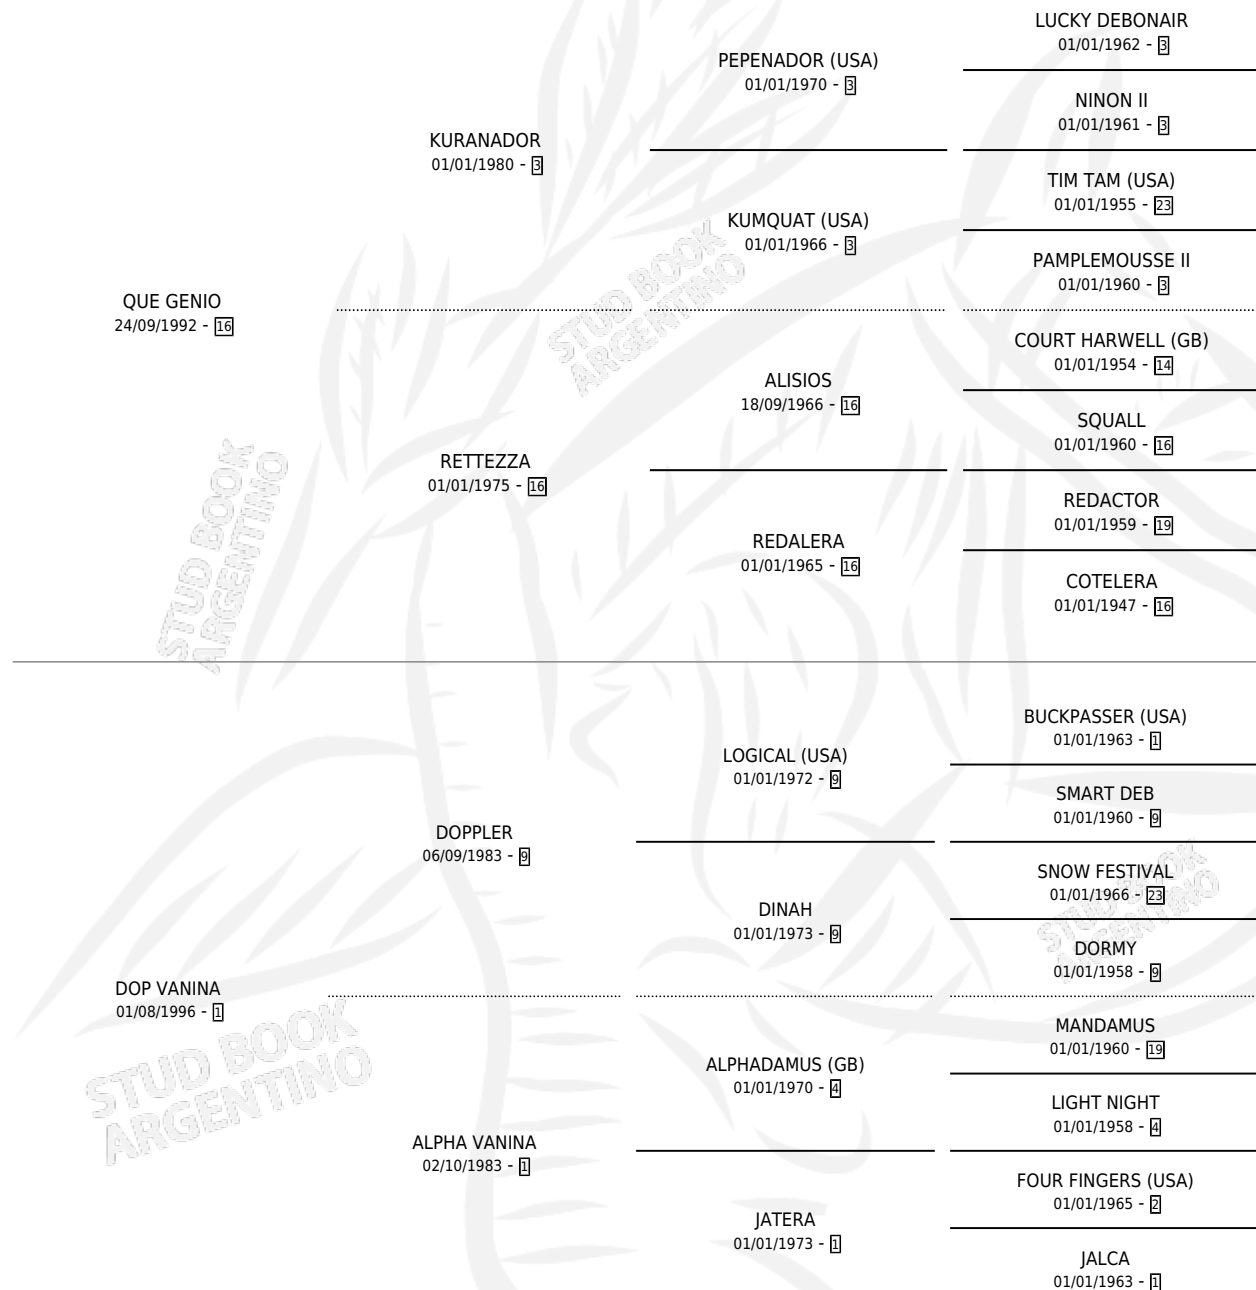 LUCKY DEBONAIR
01/01/1962 - 3
PEPENADOR (USA)
01/01/1970 - 3
NINON II
01/01/1961 - 3
KURANADOR
01/01/1980 - 3
TIM TAM (USA)
01/01/1955 - 23
KUMQUAT (USA)
01/01/1966 - 3
PAMPLEMOUSSE II
01/01/1960 - 3
QUE GENIO
24/09/1992 - 16
STUD BOOK
ARGENTINO
COURT HARWELL (GB)
01/01/1954 - 14
ALISIOS
18/09/1966 - 16
SQUALL
01/01/1960 - 16
RETTEZZA
01/01/1975 - 16
REDACTOR
01/01/1959 - 19
REDALERA
01/01/1965 - 16
COTELERA
01/01/1947 - 16
STUD BOOK
ARGENTINO
BUCKPASSER (USA)
01/01/1963 - 1
LOGICAL (USA)
01/01/1972 - 9
SMART DEB
01/01/1960 - 9
DOPPLER
06/09/1983 - 9
SNOW FESTIVAL
01/01/1966 - 23
DINAH
01/01/1973 - 9
DORMY
01/01/1958 - 9
STUD BOOK
ARGENTINO
DOP VANINA
01/08/1996 - 1
MANDAMUS
01/01/1960 - 19
ALPHADAMUS (GB)
01/01/1970 - 4
LIGHT NIGHT
01/01/1958 - 4
STUD BOOK
ARGENTINO
ALPHA VANINA
02/10/1983 - 1
FOUR FINGERS (USA)
01/01/1965 - 2
JATERA
01/01/1973 - 1
JALCA
01/01/1963 - 1